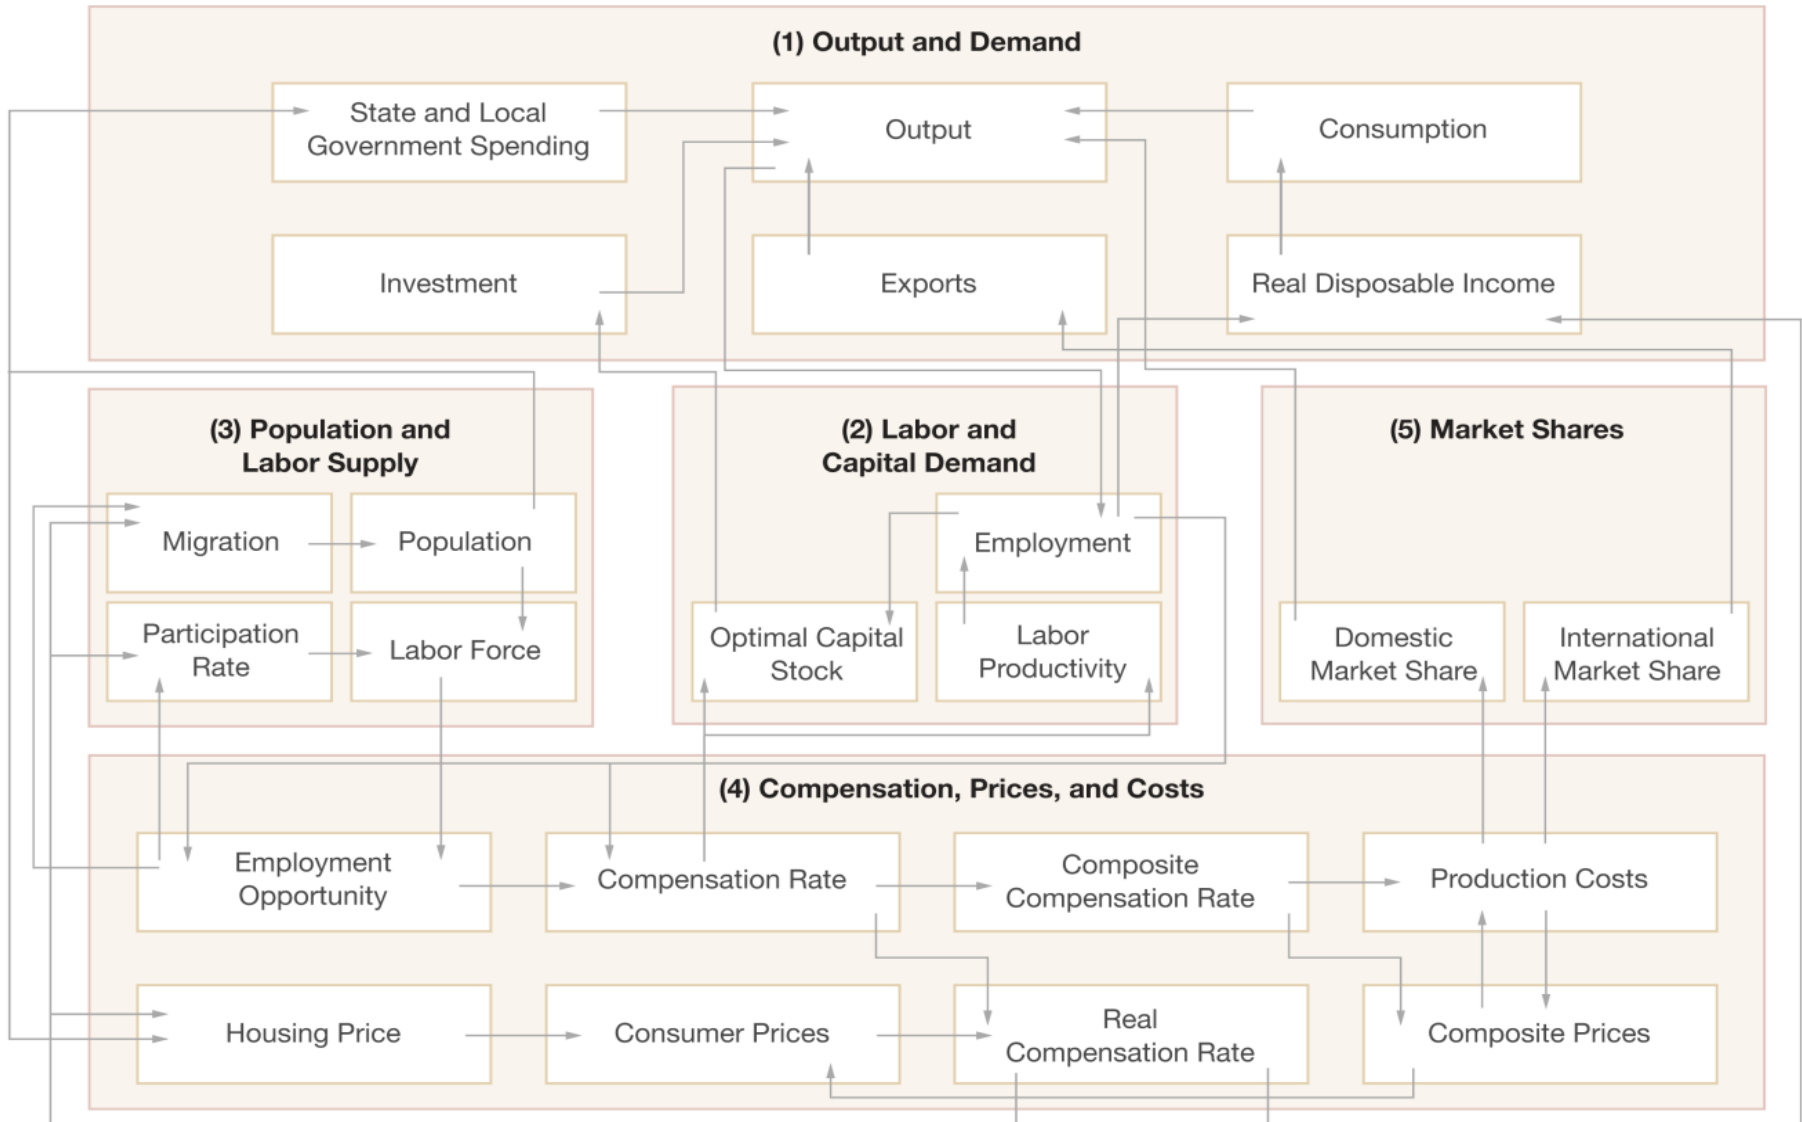 (1) Output and Demand
State and Local
Government Spending
Output
Consumption
Investment
Exports
Real Disposable Income
(3) Population and
Labor Supply
Migration
Population
Participation
Rate
Labor Force
(2) Labor and
Capital Demand
Employment
Optimal Capital
Stock
Labor
Productivity
(5) Market Shares
Domestic
Market Share
International
Market Share
(4) Compensation, Prices, and Costs
Employment
Opportunity
Compensation Rate
Composite
Compensation Rate
Production Costs
Housing Price
Consumer Prices
Real
Compensation Rate
Composite Prices